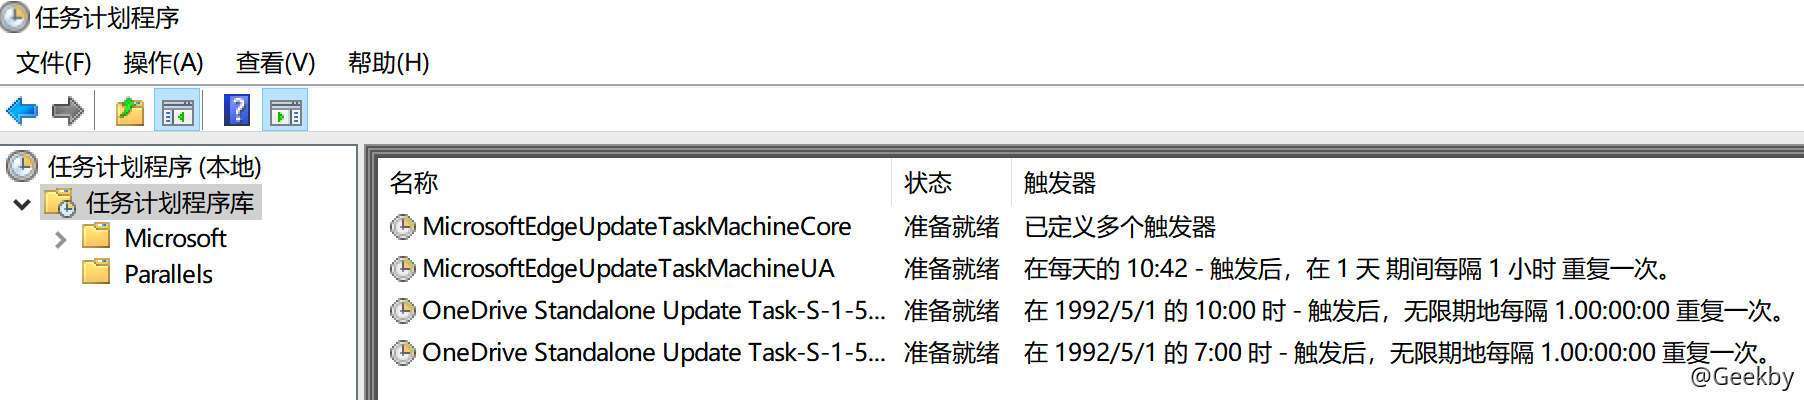 任务计划程序
文件(F) 操作(A) 查看(V) 帮助(H)
任务计划程序 (本地)
任务计划程序库
Microsoft
Parallels
名称 状态 触发器
MicrosoftEdgeUpdateTaskMachineCore 准备就绪 已定义多个触发器
MicrosoftEdgeUpdateTaskMachineUA 准备就绪 在每天的 10:42 - 触发后，在 1 天 期间每隔 1 小时 重复一次。
OneDrive Standalone Update Task-S-1-5... 准备就绪 在 1992/5/1 的 10:00 时 - 触发后，无限期地每隔 1.00:00:00 重复一次。
OneDrive Standalone Update Task-S-1-5... 准备就绪 在 1992/5/1 的 7:00 时 - 触发后，无限期地每隔 1.00:00:00 重复一次。
@Geekby